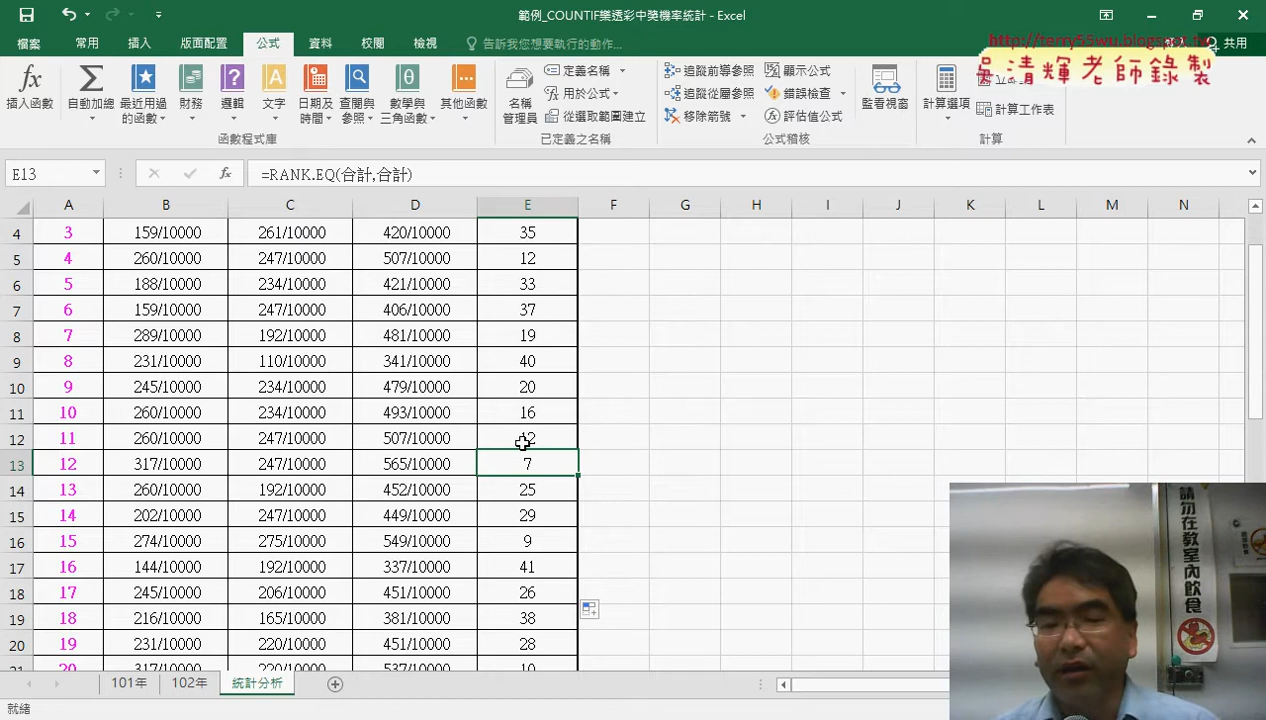 範例_COUNTIF樂透彩中獎機率統計 - Excel
檔案 常用 插入 版面配置 公式 資料 校閱 檢視 告訴我您想要執行的動作... 共用
http://terry55wu.blogspot.tw
吳清輝老師錄製
插入函數 自動加總 最近用過的函數 財務 邏輯 文字 日期及時間 查閱與參照 數學與三角函數 其他函數
名稱管理員 定義名稱 用於公式 從選取範圍建立
追蹤前導參照 追蹤從屬參照 移除箭號 顯示公式 錯誤檢查 評估值公式 監看視窗
計算選項 計算工作表
函數程式庫 已定義之名稱 公式稽核 計算
E13 fx =RANK.EQ(合計,合計)
A B C D E F G H I J K L M N
4 3 159/10000 261/10000 420/10000 35
5 4 260/10000 247/10000 507/10000 12
6 5 188/10000 234/10000 421/10000 33
7 6 159/10000 247/10000 406/10000 37
8 7 289/10000 192/10000 481/10000 19
9 8 231/10000 110/10000 341/10000 40
10 9 245/10000 234/10000 479/10000 20
11 10 260/10000 234/10000 493/10000 16
12 11 260/10000 247/10000 507/10000 12
13 12 317/10000 247/10000 565/10000 7
14 13 260/10000 192/10000 452/10000 25
15 14 202/10000 247/10000 449/10000 29
16 15 274/10000 275/10000 549/10000 9
17 16 144/10000 192/10000 337/10000 41
18 17 245/10000 206/10000 451/10000 26
19 18 216/10000 165/10000 381/10000 38
20 19 231/10000 220/10000 451/10000 28
21 20 317/10000 220/10000 537/10000 10
請勿在教室內飲食
101年 102年 統計分析
就緒